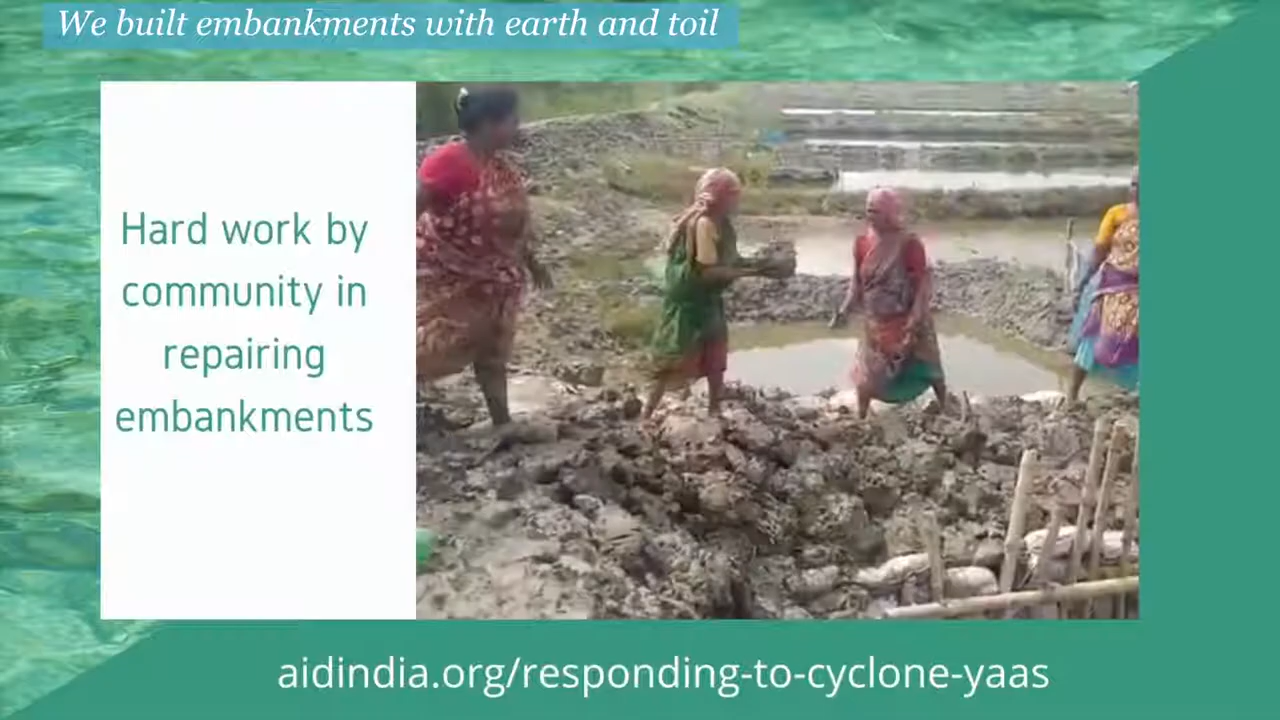 We built embankments with earth and toil
Hard work by
community in
repairing
embankments
aidindia.org/responding-to-cyclone-yaas